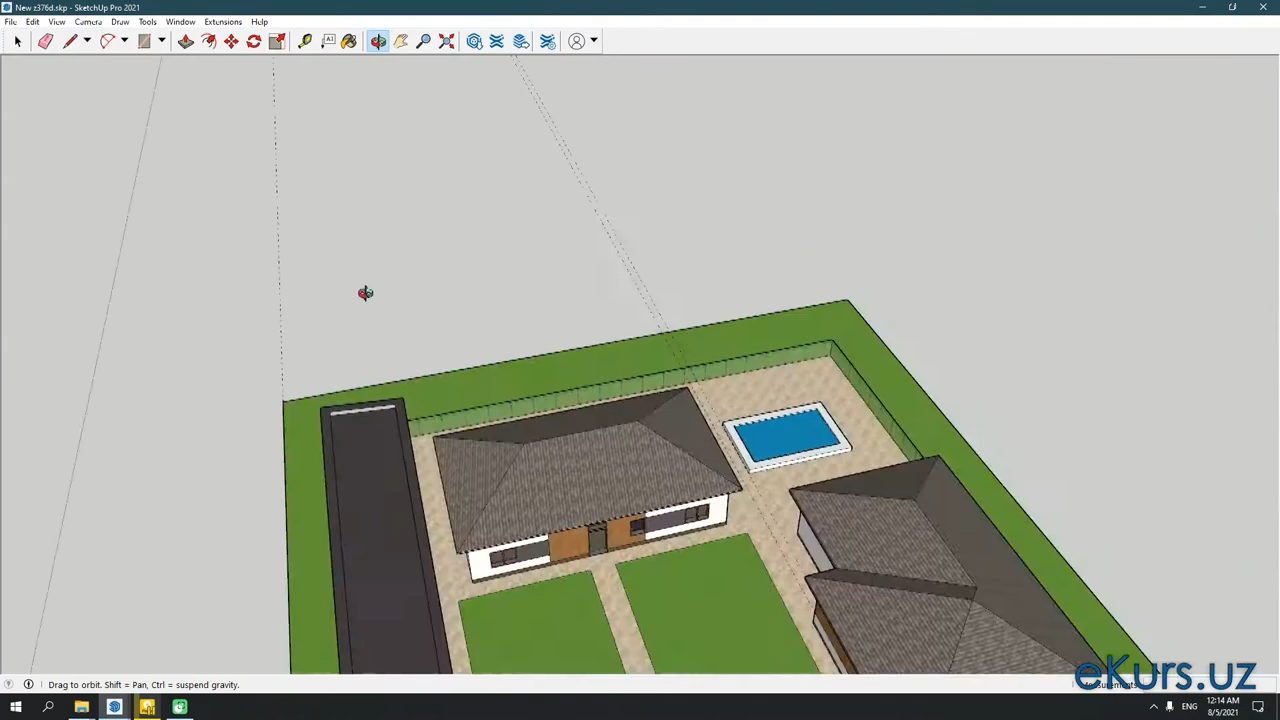 New z376d.skp - SketchUp Pro 2021
File Edit View Camera Draw Tools Window Extensions Help
Drag to orbit. Shift = Pan, Ctrl = suspend gravity.
Measurements
eKurs.uz
ENG
12:14 AM
8/5/2021